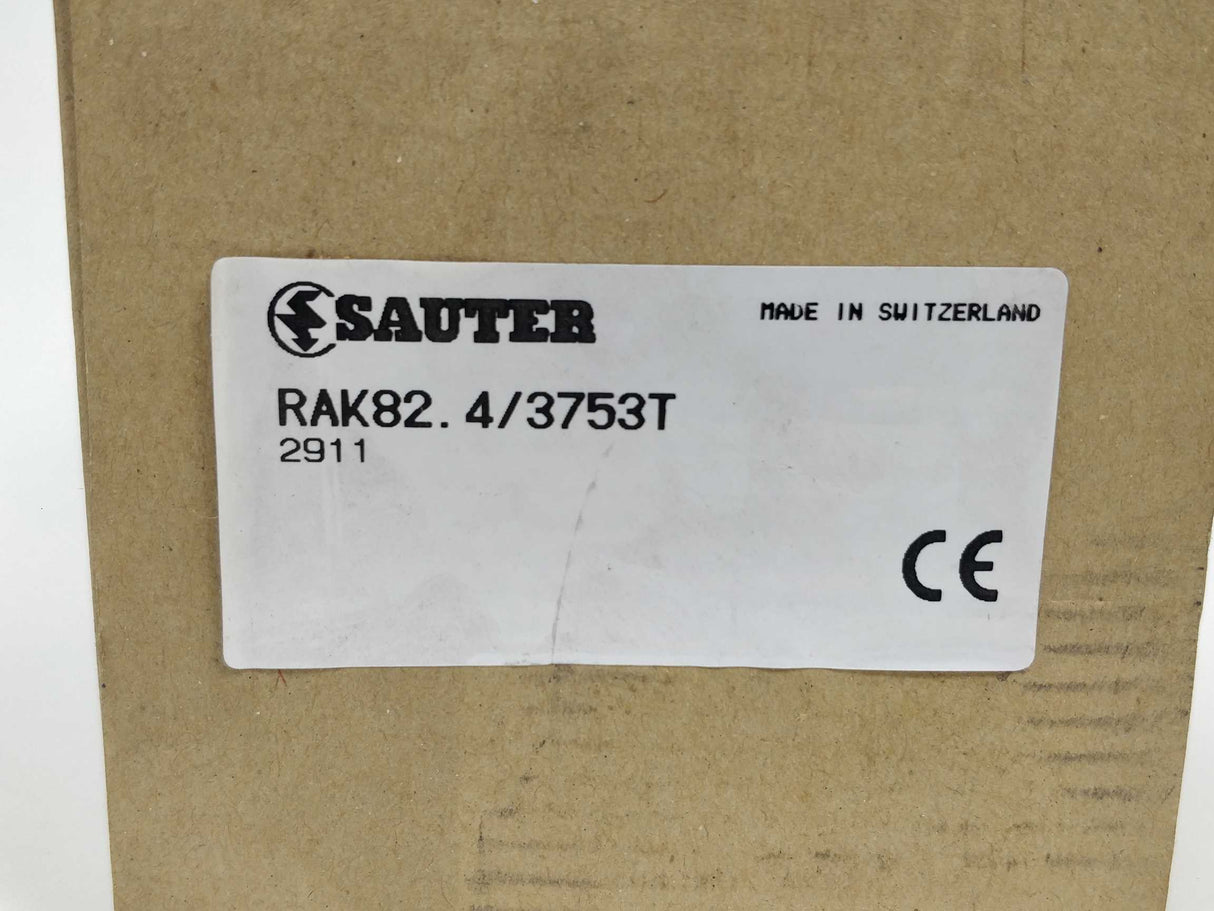 SAUTER
MADE IN SWITZERLAND
RAK82.4/3753T
2911
CE